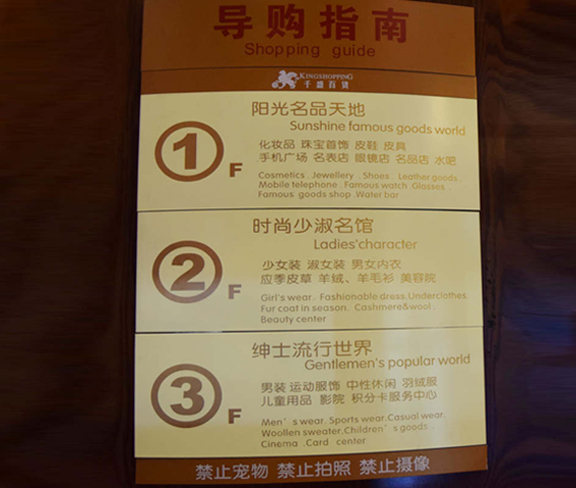 导购指南
Shopping guide
KINGSHOPPING
千盛百货
阳光名品天地
Sunshine famous goods world
1F
化妆品 珠宝首饰 皮鞋 皮具
手机广场 名表店 眼镜店 名品店 水吧
Cosmetics . Jewellery . Shoes . Leather goods .
Mobile telephone . Famous watch .Glasses .
Famous goods shop .Water bar
时尚少淑名馆
Ladies'character
2F
少女装 淑女装 男女内衣
应季皮草 羊绒、羊毛衫 美容院
Girl's wear . Fashionable dress.Underclothes.
Fur coat in season. Cashmere&wool .
Beauty center
绅士流行世界
Gentlemen's popular world
3F
男装 运动服饰 中性休闲 羽绒服
儿童用品 影院 积分卡服务中心
Men's wear. Sports wear.Casual wear.
Woollen sweater.Children's goods .
Cinema .Card center
禁止宠物 禁止拍照 禁止摄像